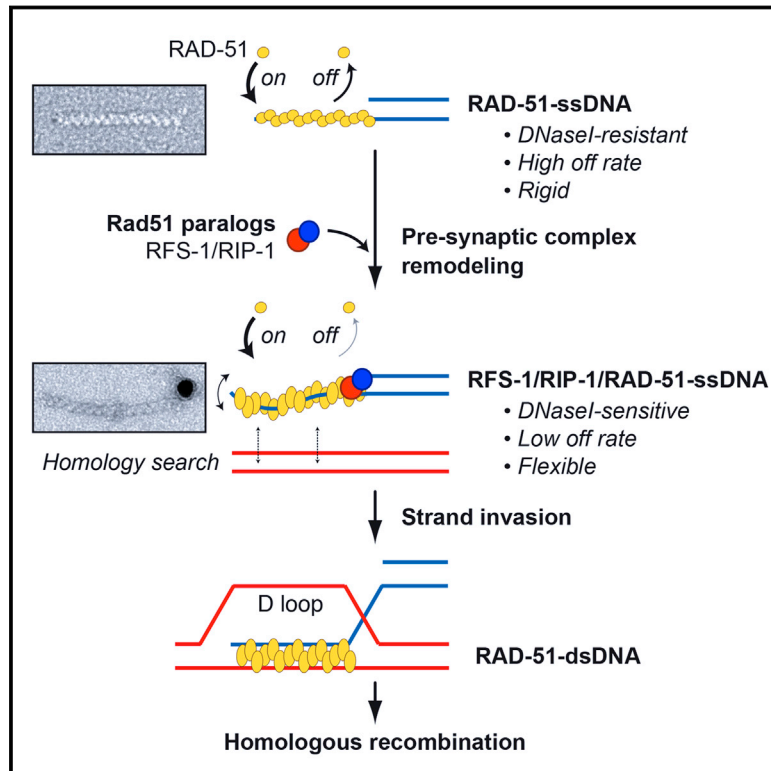 RAD-51
on off
RAD-51-ssDNA
• DNaseI-resistant
• High off rate
• Rigid
Rad51 paralogs
RFS-1/RIP-1
Pre-synaptic complex
remodeling
on off
RFS-1/RIP-1/RAD-51-ssDNA
• DNaseI-sensitive
• Low off rate
• Flexible
Homology search
Strand invasion
D loop
RAD-51-dsDNA
Homologous recombination